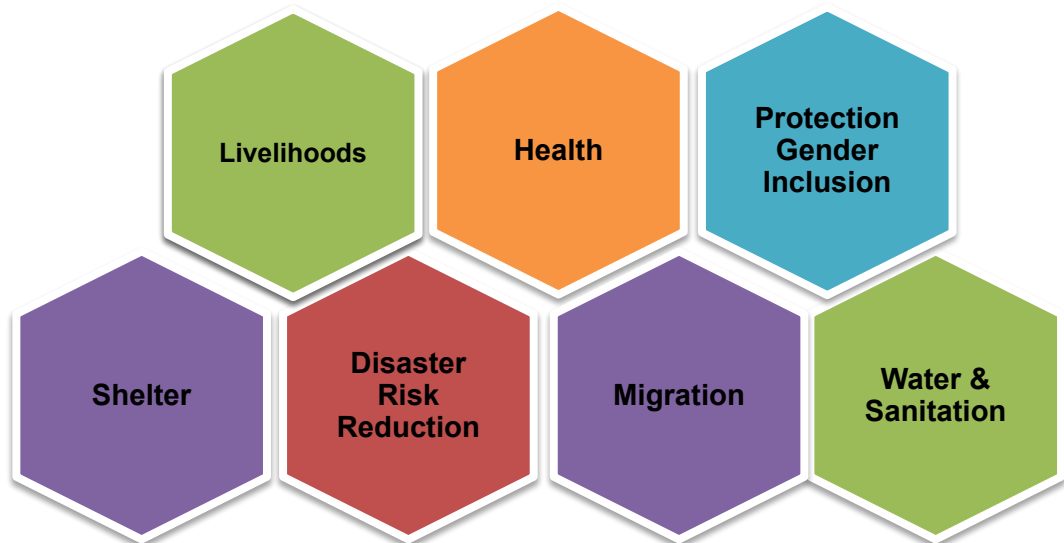 Livelihoods
Health
Protection
Gender
Inclusion
Shelter
Disaster
Risk
Reduction
Migration
Water &
Sanitation